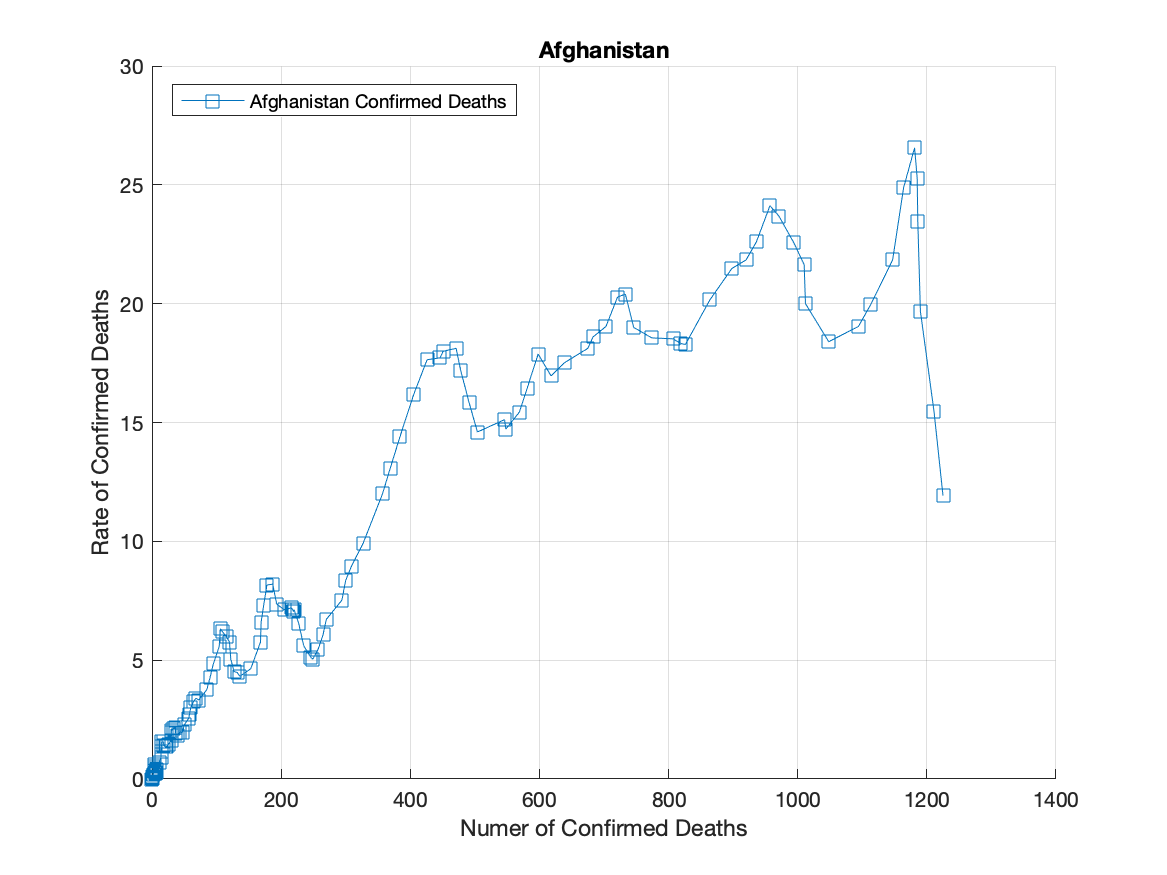 Afghanistan
30
Afghanistan Confirmed Deaths
25
20
15
10
5
0
Rate of Confirmed Deaths
0 200 400 600 800 1000 1200 1400
Numer of Confirmed Deaths